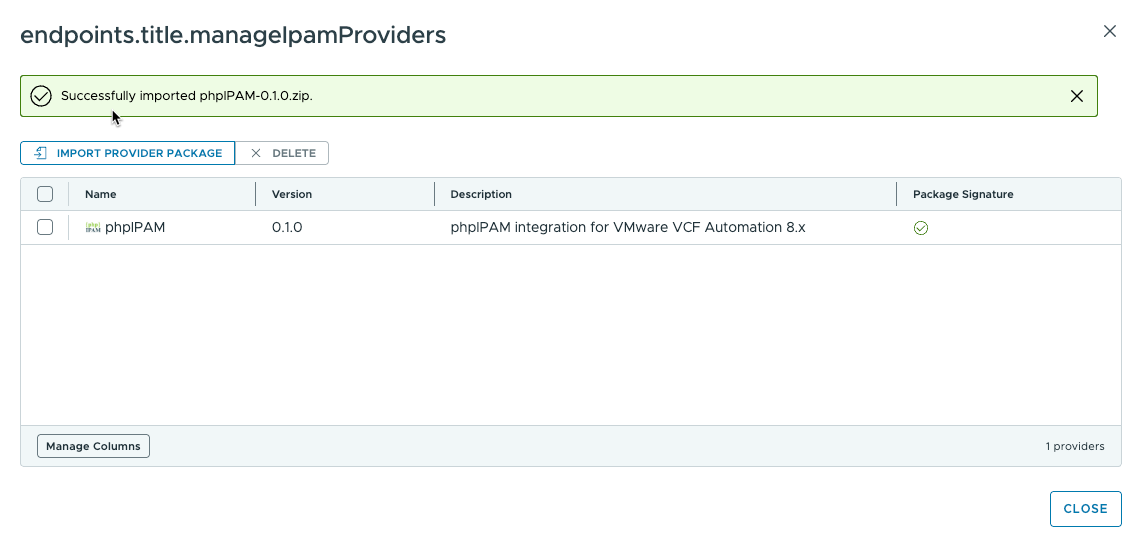 endpoints.title.manageIpamProviders
Successfully imported phpIPAM-0.1.0.zip.
IMPORT PROVIDER PACKAGE DELETE
Name Version Description Package Signature
phpIPAM 0.1.0 phpIPAM integration for VMware VCF Automation 8.x
Manage Columns 1 providers
CLOSE